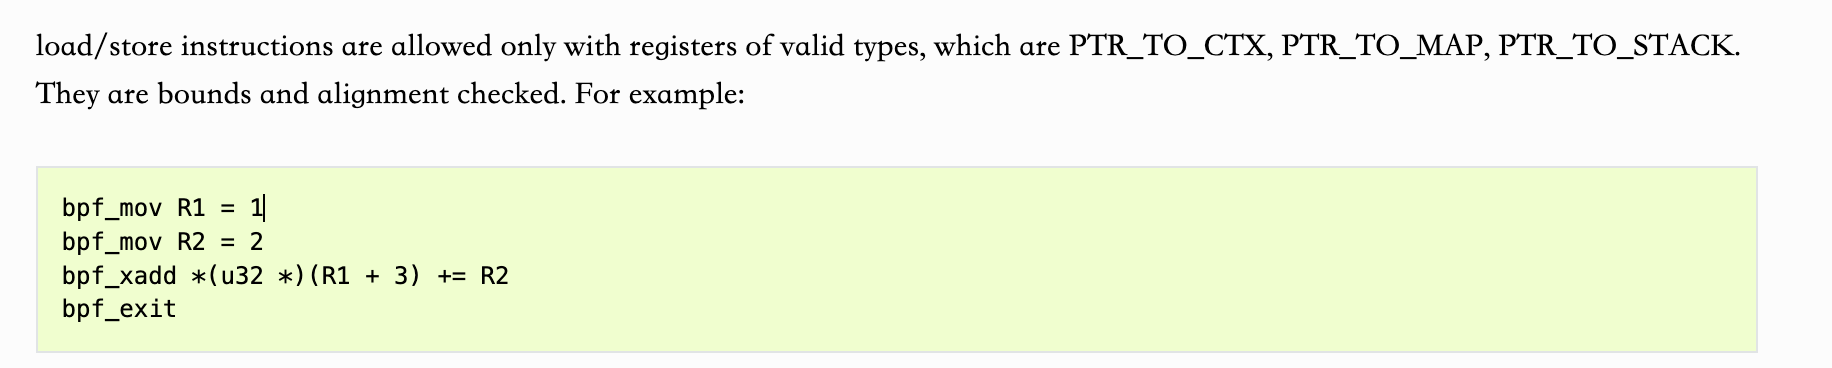 load/store instructions are allowed only with registers of valid types, which are PTR_TO_CTX, PTR_TO_MAP, PTR_TO_STACK.
They are bounds and alignment checked. For example:
bpf_mov R1 = 1
bpf_mov R2 = 2
bpf_xadd *(u32 *)(R1 + 3) += R2
bpf_exit